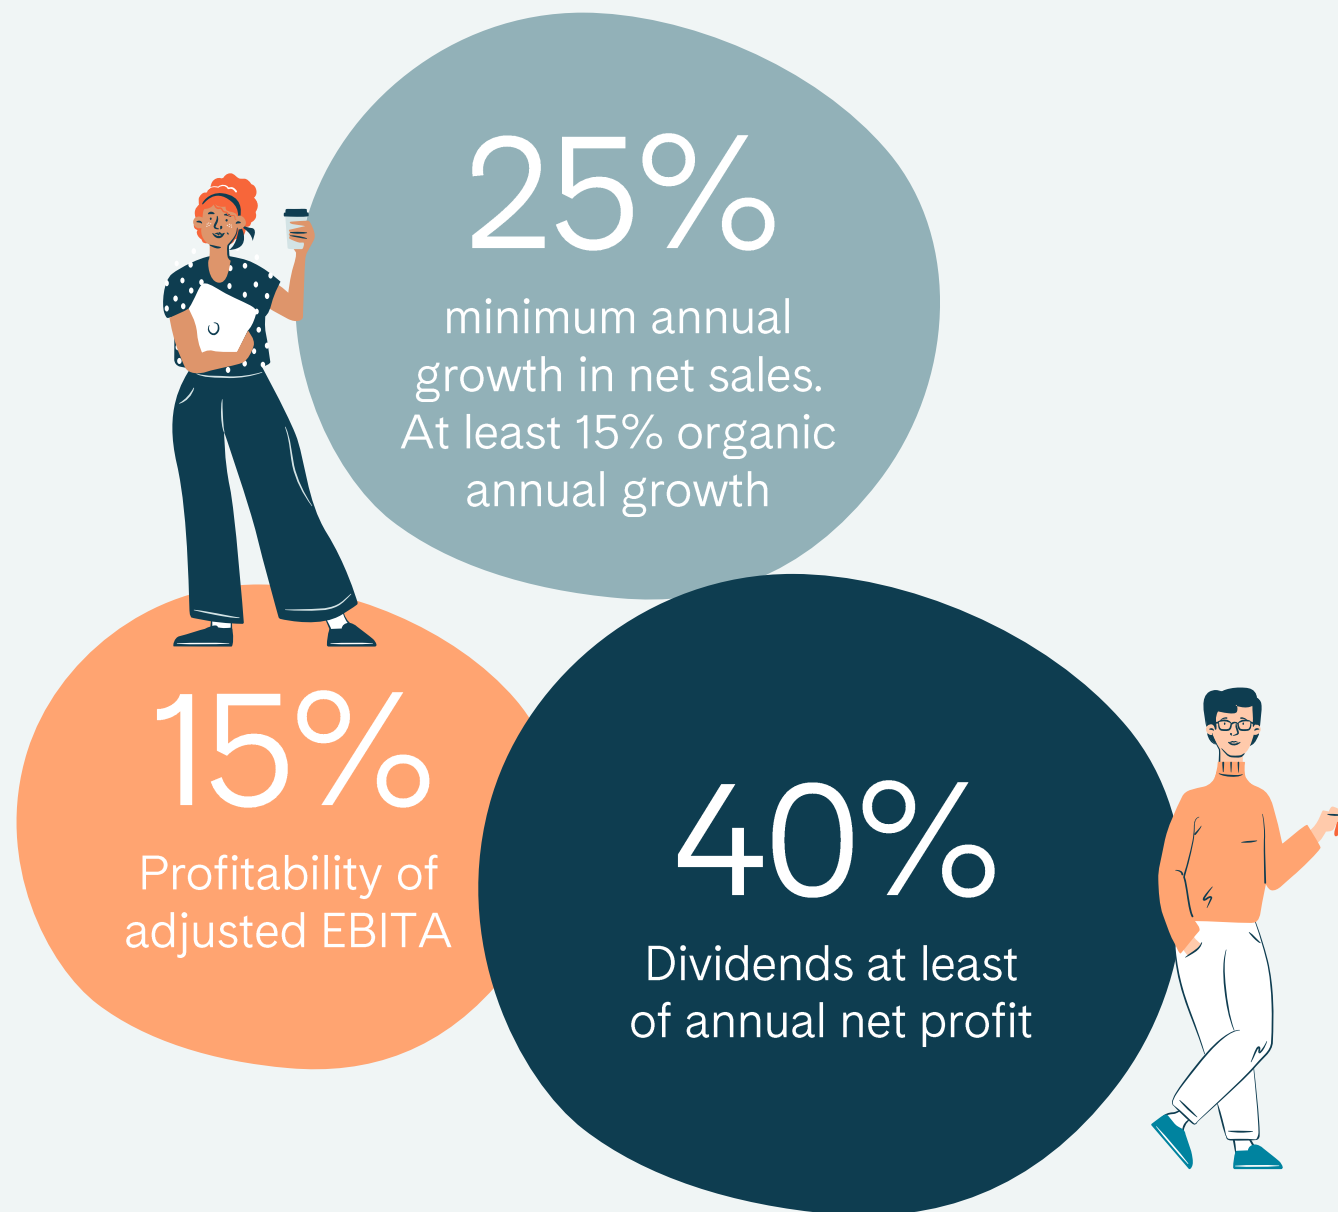 25%
minimum annual
growth in net sales.
At least 15% organic
annual growth
15%
Profitability of
adjusted EBITA
40%
Dividends at least
of annual net profit